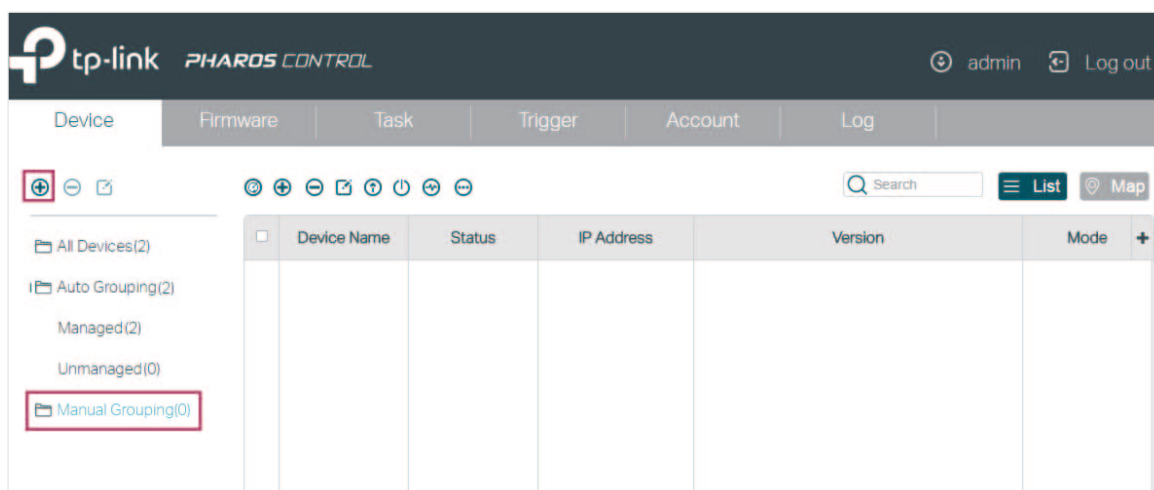 tp-link PHAROS CONTROL admin Log out
Device Firmware Task Trigger Account Log
Search List Map
Device Name Status IP Address Version Mode
All Devices(2)
Auto Grouping(2)
Managed(2)
Unmanaged(0)
Manual Grouping(0)